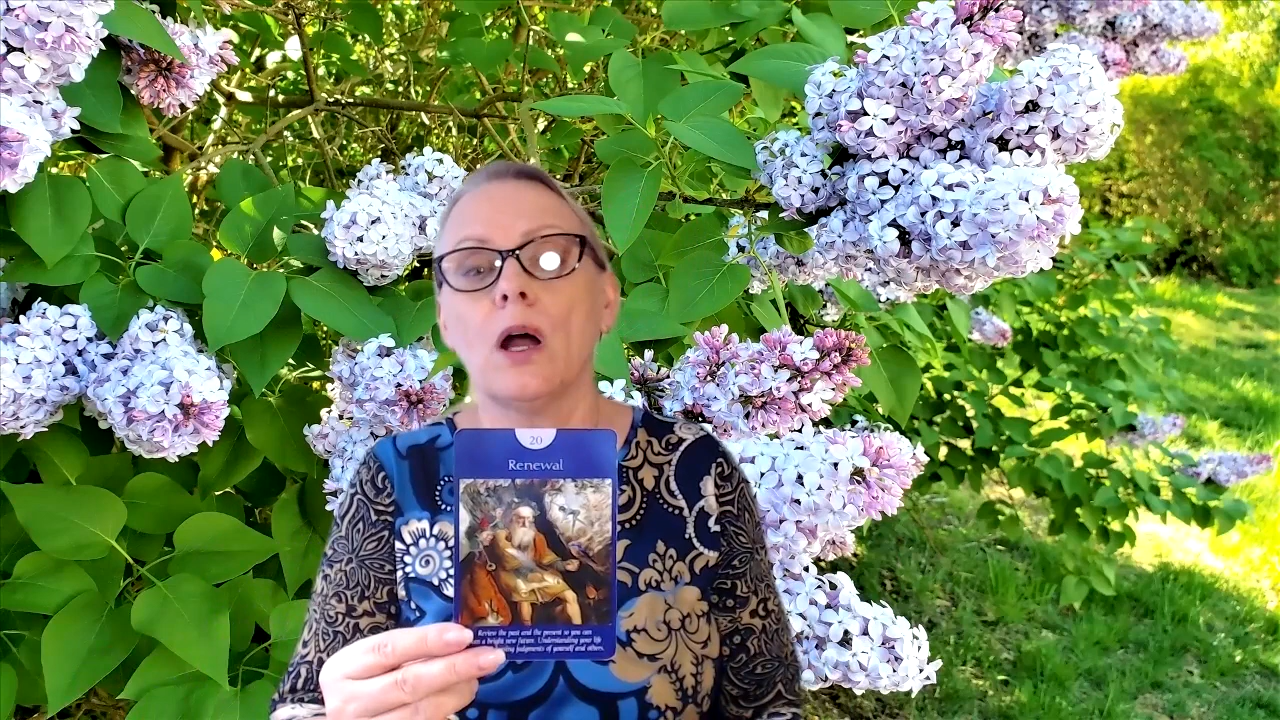 20
Renewal
Review the past and the present so you can
a bright new future. Understanding your life
judgments of yourself and others.